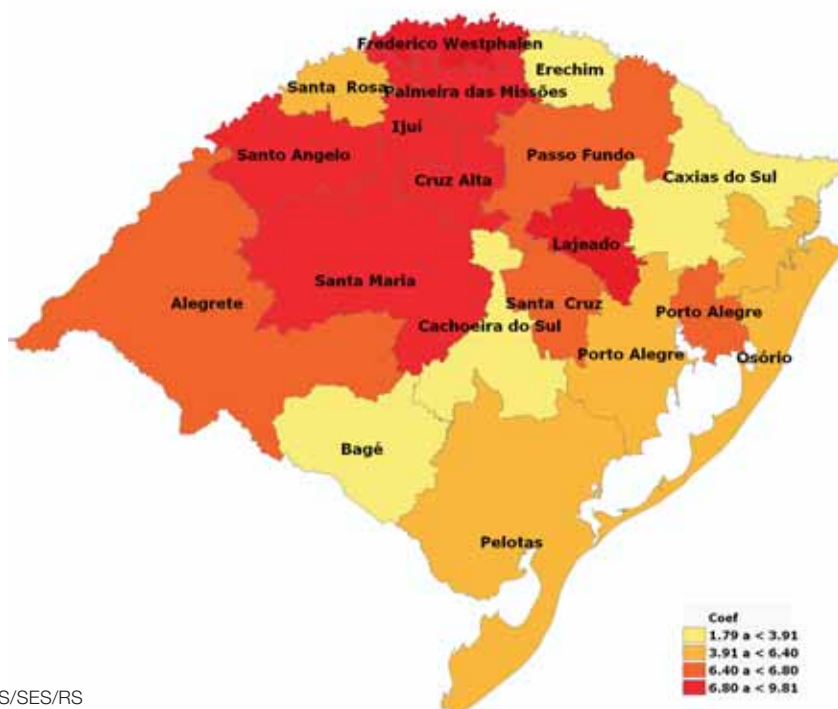 Frederico Westphalen
Erechim
Santa Rosa
Palmeira das Missões
Ijuí
Santo Angelo
Passo Fundo
Cruz Alta
Caxias do Sul
Lajeado
Santa Maria
Alegrete
Santa Cruz
Porto Alegre
Cachoeira do Sul
Porto Alegre
Osório
Bagé
Pelotas
Coef
1.79 a < 3.91
3.91 a < 6.40
6.40 a < 6.80
6.80 a < 9.81
S/SES/RS